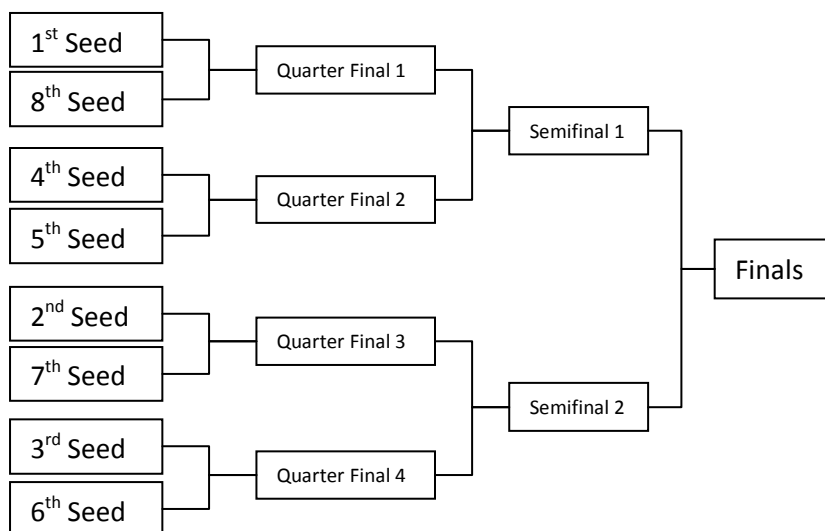 1st Seed
8th Seed
Quarter Final 1
4th Seed
5th Seed
Quarter Final 2
Semifinal 1
2nd Seed
7th Seed
Quarter Final 3
3rd Seed
6th Seed
Quarter Final 4
Semifinal 2
Finals